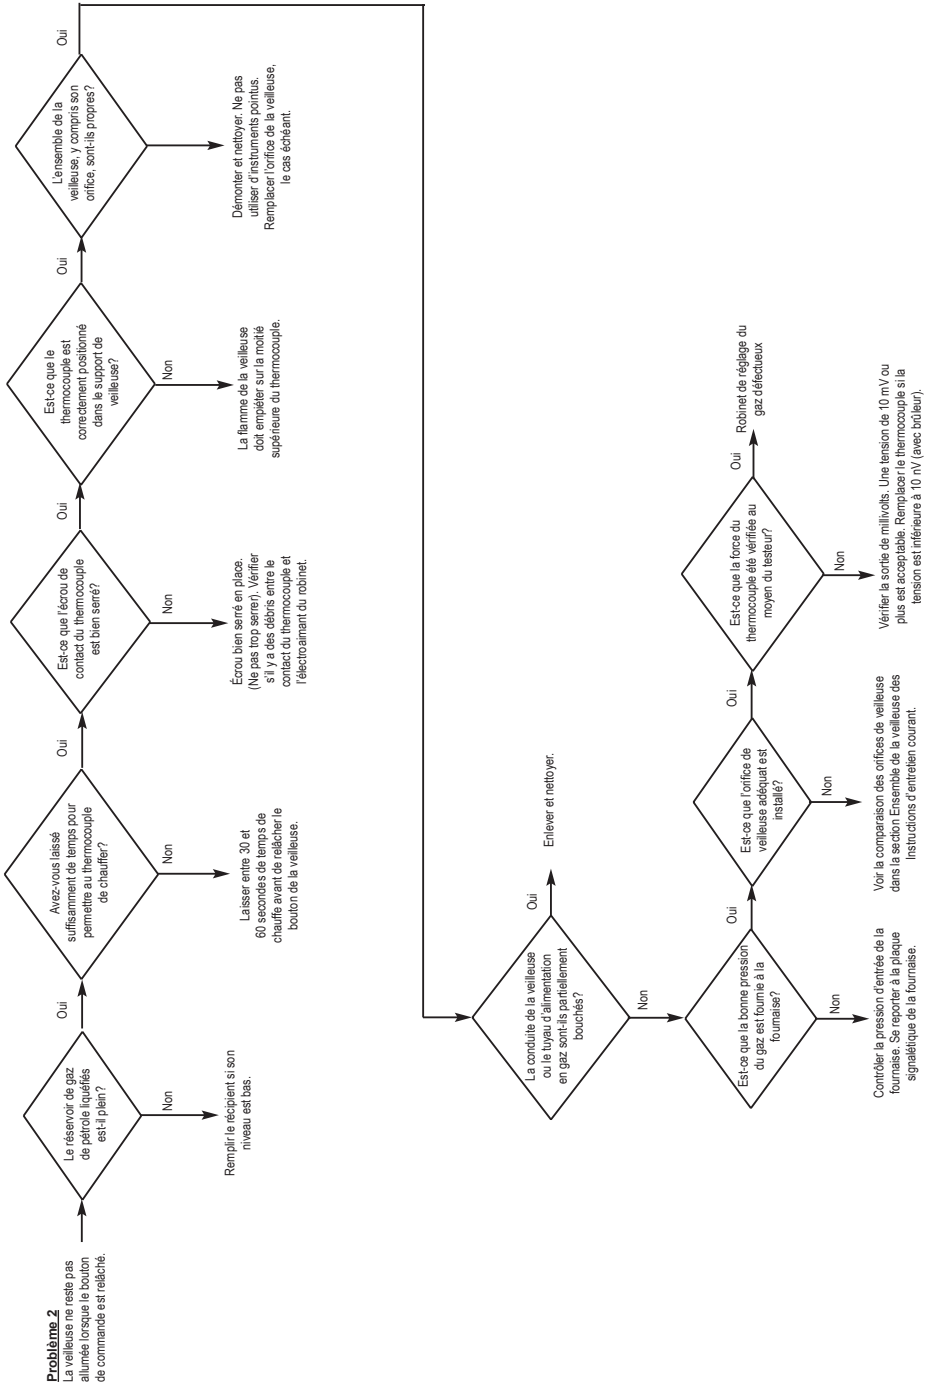 Problème 2
La veilleuse ne reste pas
allumée lorsque le bouton
de commande est relâché.
Le réservoir de gaz
de pétrole liquéfiés
est-il plein?
Non
Remplir le récipient si son
niveau est bas.
Oui
Avez-vous laissé
suffisamment de temps pour
permettre au thermocouple
de chauffer?
Non
Laisser entre 30 et
60 secondes de temps de
chauffe avant de relâcher le
bouton de la veilleuse.
Oui
Est-ce que l'écrou de
contact du thermocouple
est bien serré?
Non
Écrou bien serré en place.
(Ne pas trop serrer). Vérifier
s'il y a des débris entre le
contact du thermocouple et
l'électroaimant du robinet.
Oui
Est-ce que le
thermocouple est
correctement positionné
dans le support de
veilleuse?
Non
La flamme de la veilleuse
doit empiéter sur la moitié
supérieure du thermocouple.
Oui
L'ensemble de la
veilleuse, y compris son
orifice, sont-ils propres?
Démonter et nettoyer. Ne pas
utiliser d'instruments pointus.
Remplacer l'orifice de la veilleuse,
le cas échéant.
Oui
La conduite de la veilleuse
ou le tuyau d'alimentation
en gaz sont-ils partiellement
bouchés?
Oui
Enlever et nettoyer.
Non
Est-ce que la bonne pression
du gaz est fournie à la
fournaise?
Non
Contrôler la pression d'entrée de la
fournaise. Se reporter à la plaque
signalétique de la fournaise.
Oui
Est-ce que l'orifice de
veilleuse adéquat est
installé?
Non
Voir la comparaison des orifices de veilleuse
dans la section Ensemble de la veilleuse des
Instructions d'entretien courant.
Oui
Est-ce que la force du
thermocouple été vérifiée au
moyen du testeur?
Non
Vérifier la sortie de millivolts. Une tension de 10 mV ou
plus est acceptable. Remplacer le thermocouple si la
tension est inférieure à 10 nV (avec brûleur).
Oui
Robinet de réglage du
gaz défectueux